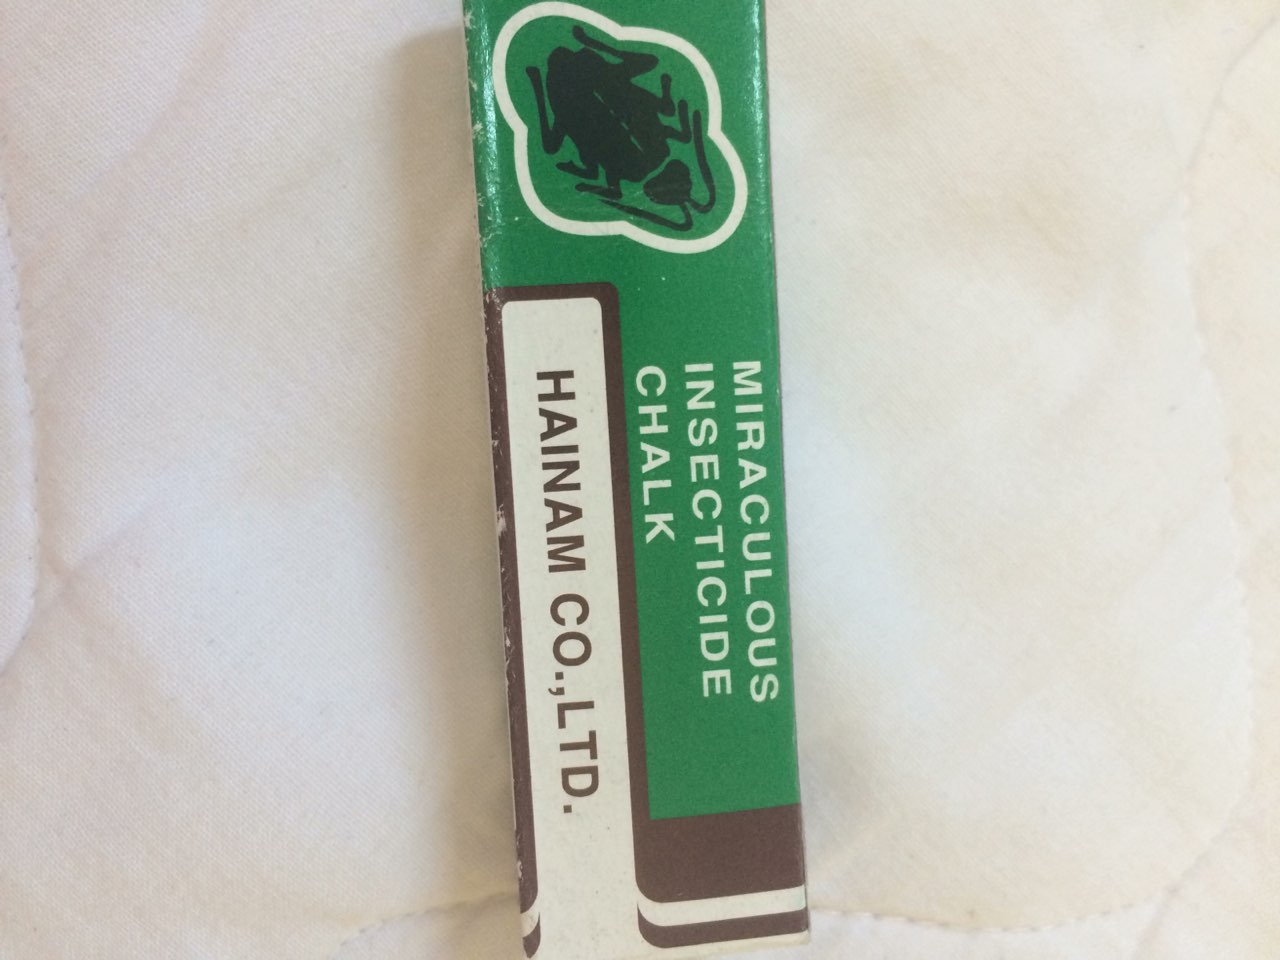 MIRACULOUS
INSECTICIDE
CHALK
HAINAM CO.,LTD.